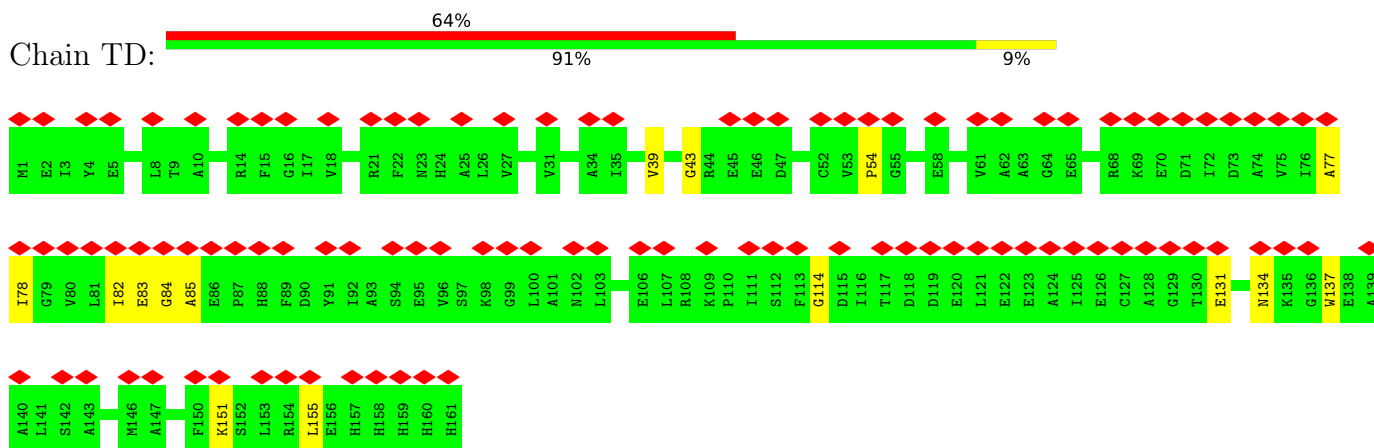 64%
Chain TD:
91% 9%
M1 E2 I3 Y4 E5 L8 T9 A10 R14 F15 G16 I17 V18 R21 F22 N23 H24 A25 L26 V27 V31 A34 I35 V39 G43 R44 E45 E46 D47 C52 V53 P54 G55 E58 V61 A62 A63 G64 E65 R68 K69 E70 D71 I72 D73 A74 V75 I76 A77
I78 G79 V80 L81 I82 E83 G84 A85 E86 P87 H88 F89 D90 Y91 I92 A93 S94 E95 V96 S97 K98 G99 L100 A101 N102 L103 E106 L107 R108 K109 P110 I111 S112 F113 G114 D115 I116 T117 D118 D119 E120 L121 E122 E123 A124 I125 E126 C127 A128 G129 T130 E131 N134 K135 G136 W137 E138 A139
A140 L141 S142 A143 M146 A147 F150 K151 S152 L153 R154 L155 E156 H157 H158 H159 H160 H161